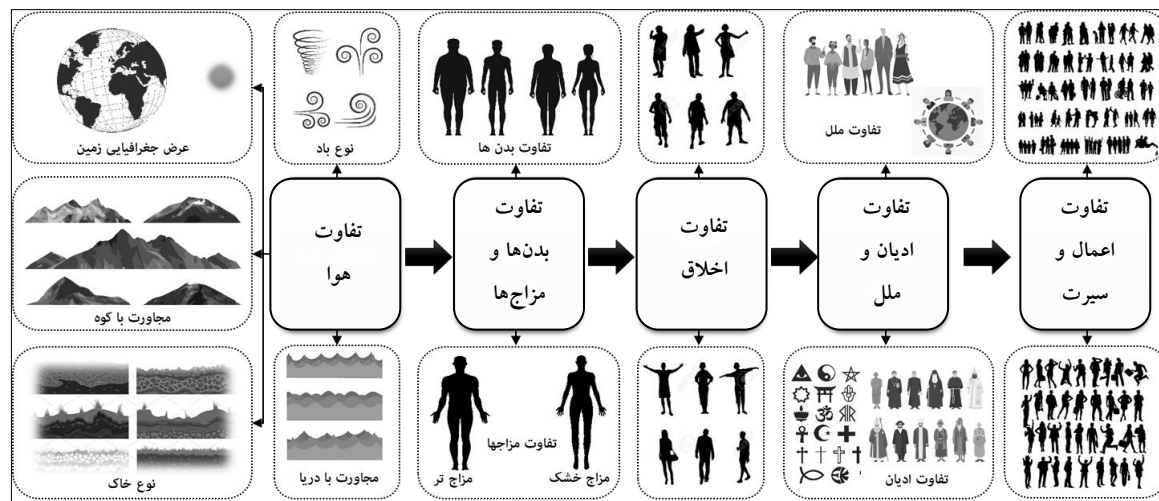 عرض جغرافیایی زمین
نوع باد
تفاوت بدن ها
تفاوت ملل
مجاورت با کوه
تفاوت
هوا
تفاوت
بدن‌ها و
مزاج‌ها
تفاوت
اخلاق
تفاوت
ادیان و
ملل
تفاوت
اعمال و
سیرت
نوع خاک
مجاورت با دریا
تفاوت مزاجها
مزاج تر
مزاج خشک
تفاوت ادیان